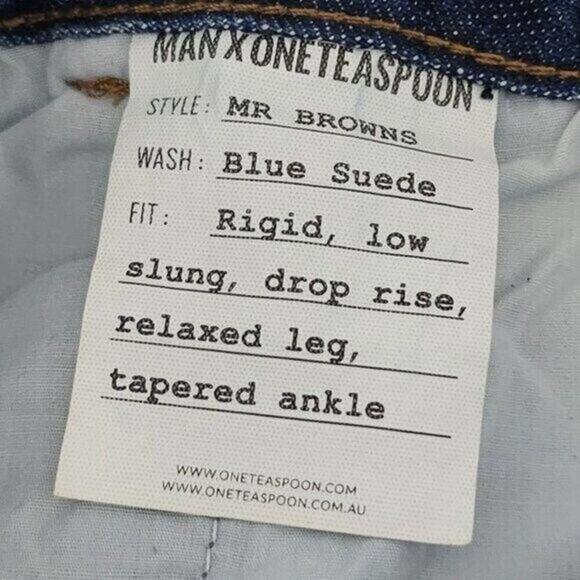 MANXONETEASPOON
STYLE: MR BROWNS
WASH: Blue Suede
FIT: Rigid, low
slung, drop rise,
relaxed leg,
tapered ankle
WWW.ONETEASPOON.COM
WWW.ONETEASPOON.COM.AU